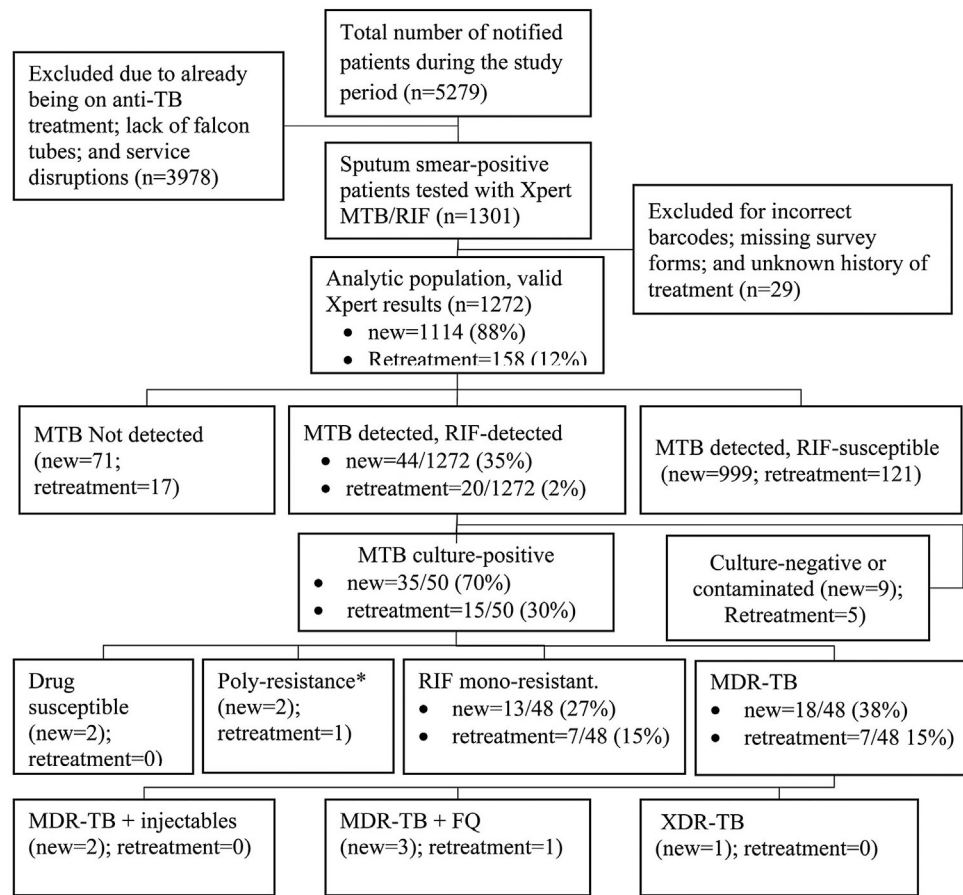 Total number of notified
patients during the study
period (n=5279)
Excluded due to already
being on anti-TB
treatment; lack of falcon
tubes; and service
disruptions (n=3978)
Sputum smear-positive
patients tested with Xpert
MTB/RIF (n=1301)
Excluded for incorrect
barcodes; missing survey
forms; and unknown history of
treatment (n=29)
Analytic population, valid
Xpert results (n=1272)
• new=1114 (88%)
• Retreatment=158 (12%)
MTB Not detected
(new=71;
retreatment=17)
MTB detected, RIF-detected
• new=44/1272 (35%)
• retreatment=20/1272 (2%)
MTB detected, RIF-susceptible
(new=999; retreatment=121)
MTB culture-positive
• new=35/50 (70%)
• retreatment=15/50 (30%)
Culture-negative or
contaminated (new=9);
Retreatment=5)
Drug
susceptible
(new=2);
retreatment=0)
Poly-resistance*
(new=2);
retreatment=1)
RIF mono-resistant.
• new=13/48 (27%)
• retreatment=7/48 (15%)
MDR-TB
• new=18/48 (38%)
• retreatment=7/48 15%)
MDR-TB + injectables
(new=2); retreatment=0)
MDR-TB + FQ
(new=3); retreatment=1)
XDR-TB
(new=1); retreatment=0)